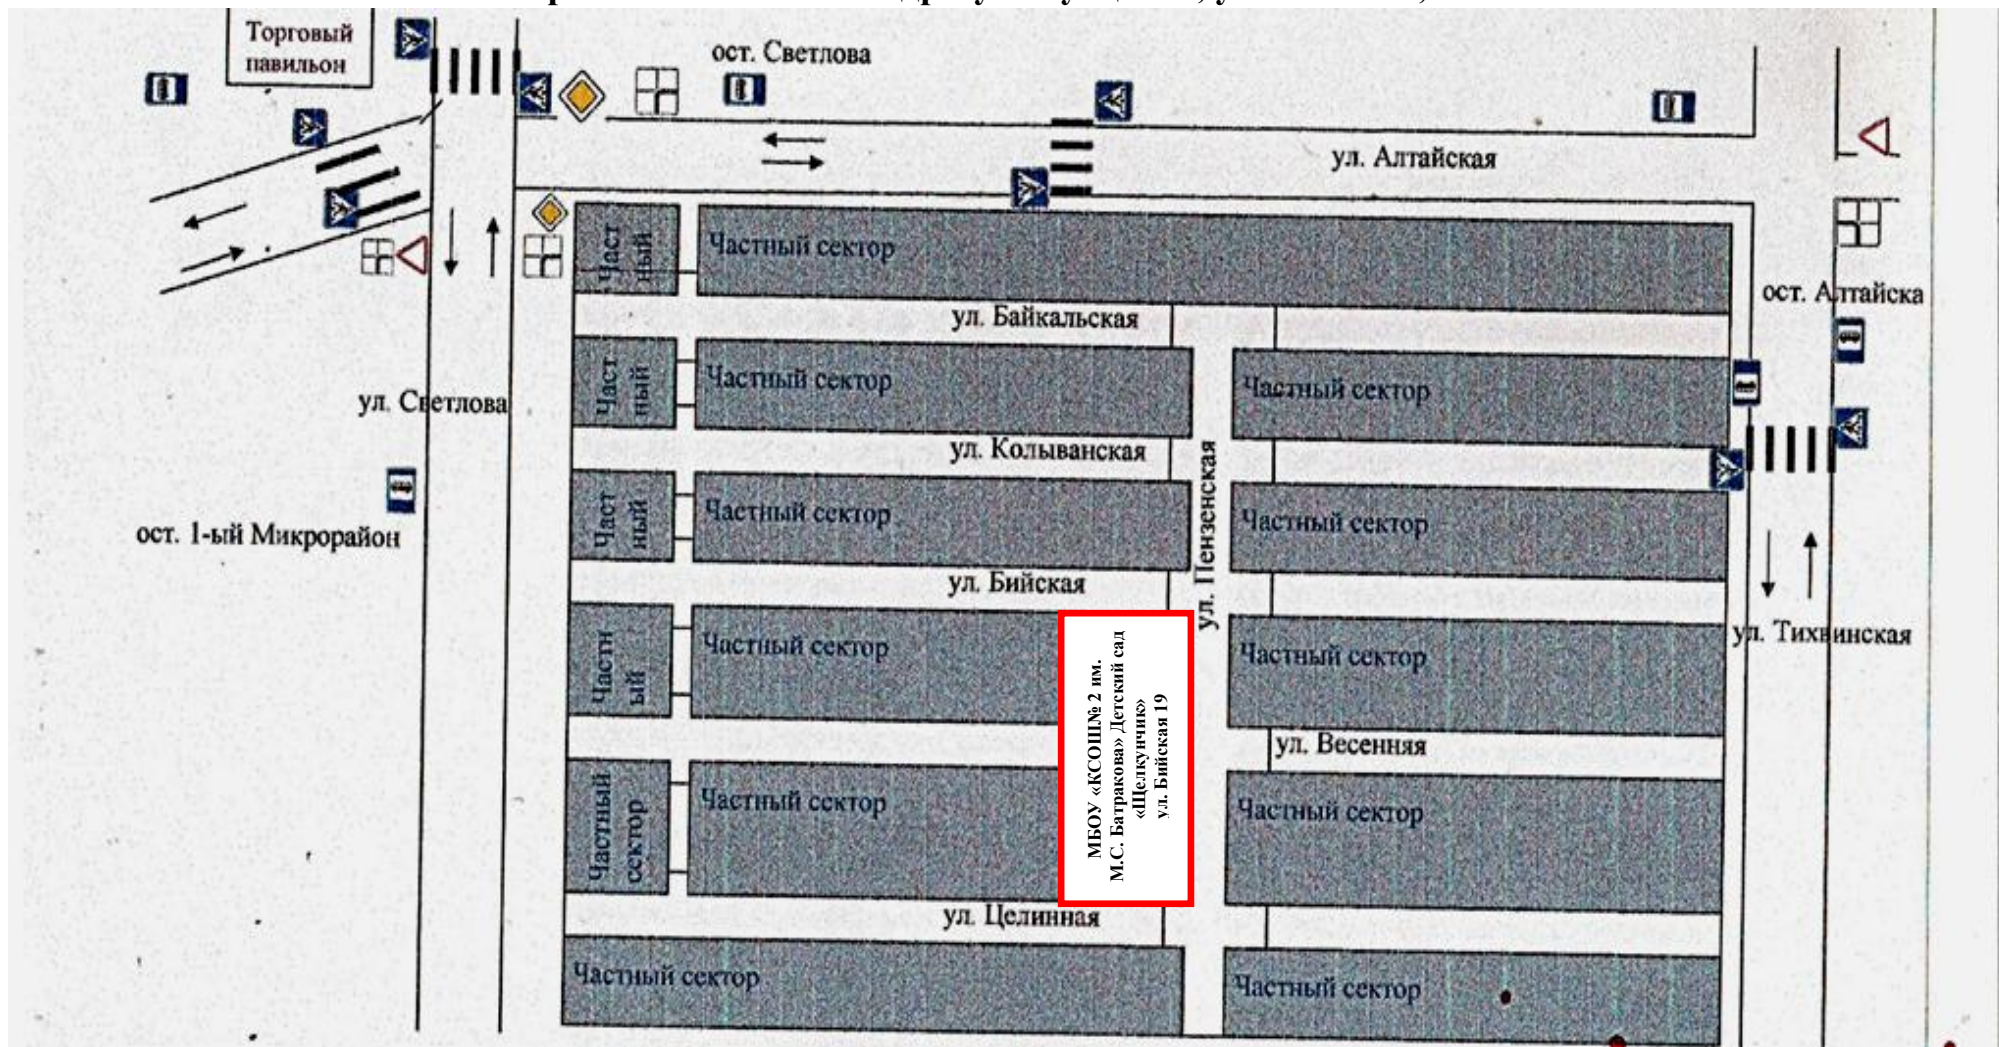 Торговый
павильон
ост. Светлова
ул. Алтайская
Част
ный
Частный сектор
ост. Алтайска
ул. Байкальская
Част
ный
Частный сектор
Частный сектор
ул. Светлова
ул. Колыванская
ул. Пензенская
Част
ный
Частный сектор
Частный сектор
ост. 1-ый Микрорайон
ул. Бийская
Частн
ый
Частный сектор
Частный сектор
ул. Тихвинская
МБОУ «КСОШ№ 2 им.
М.С. Батракова» Детский сад
«Щелкунчик»
ул. Бийская 19
ул. Весенняя
Частный
сектор
Частный сектор
Частный сектор
ул. Целинная
Частный сектор
Частный сектор